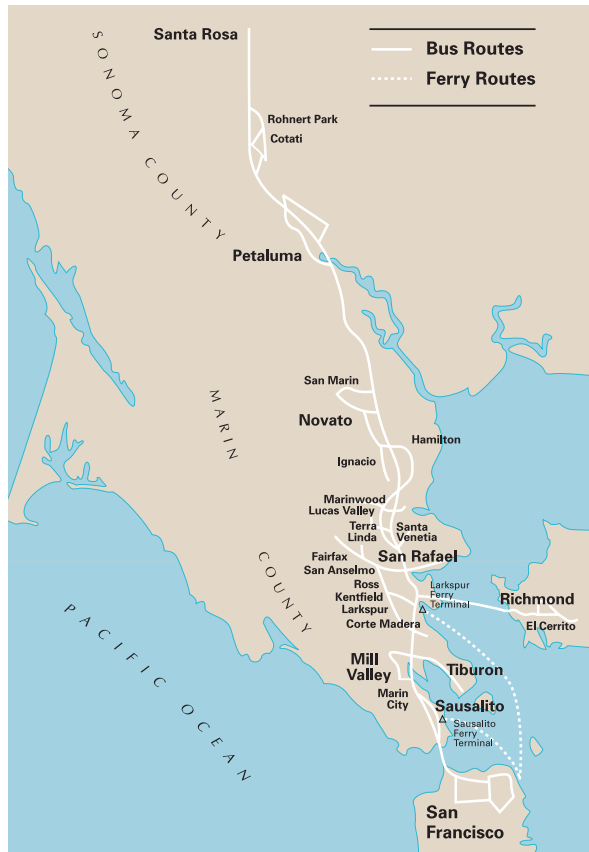 Santa Rosa
Bus Routes
Ferry Routes
SONOMA COUNTY
Rohnert Park
Cotati
Petaluma
San Marin
MARIN
Novato
Hamilton
Ignacio
Marinwood
Lucas Valley
Terra
Linda
Santa
Venetia
COUNTY
Fairfax
San Rafael
San Anselmo
Ross
Kentfield
Larkspur
Larkspur
Ferry
Terminal
Richmond
El Cerrito
Corte Madera
PACIFIC OCEAN
Mill
Valley
Tiburon
Marin
City
Sausalito
Sausalito
Ferry
Terminal
San
Francisco